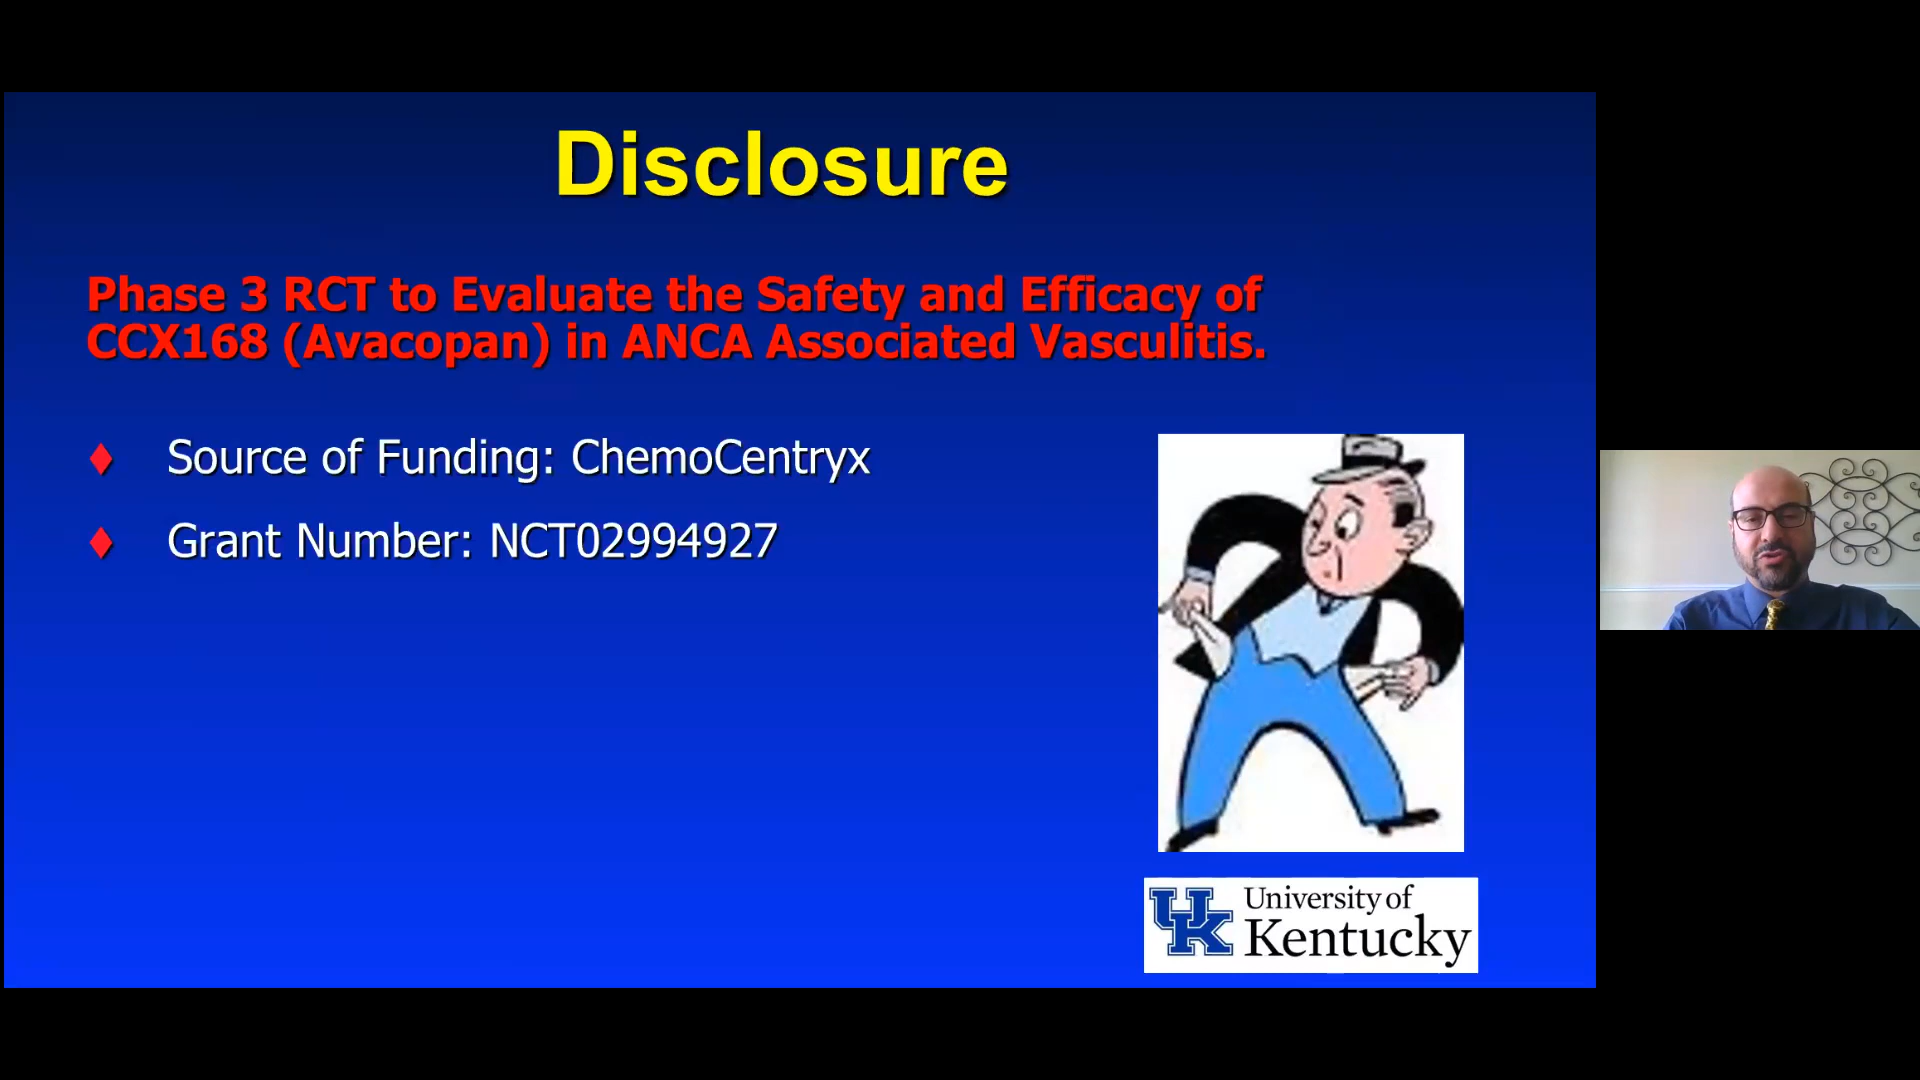 Disclosure
Phase 3 RCT to Evaluate the Safety and Efficacy of
CCX168 (Avacopan) in ANCA Associated Vasculitis.
Source of Funding: ChemoCentryx
Grant Number: NCT02994927
UK
University of
Kentucky